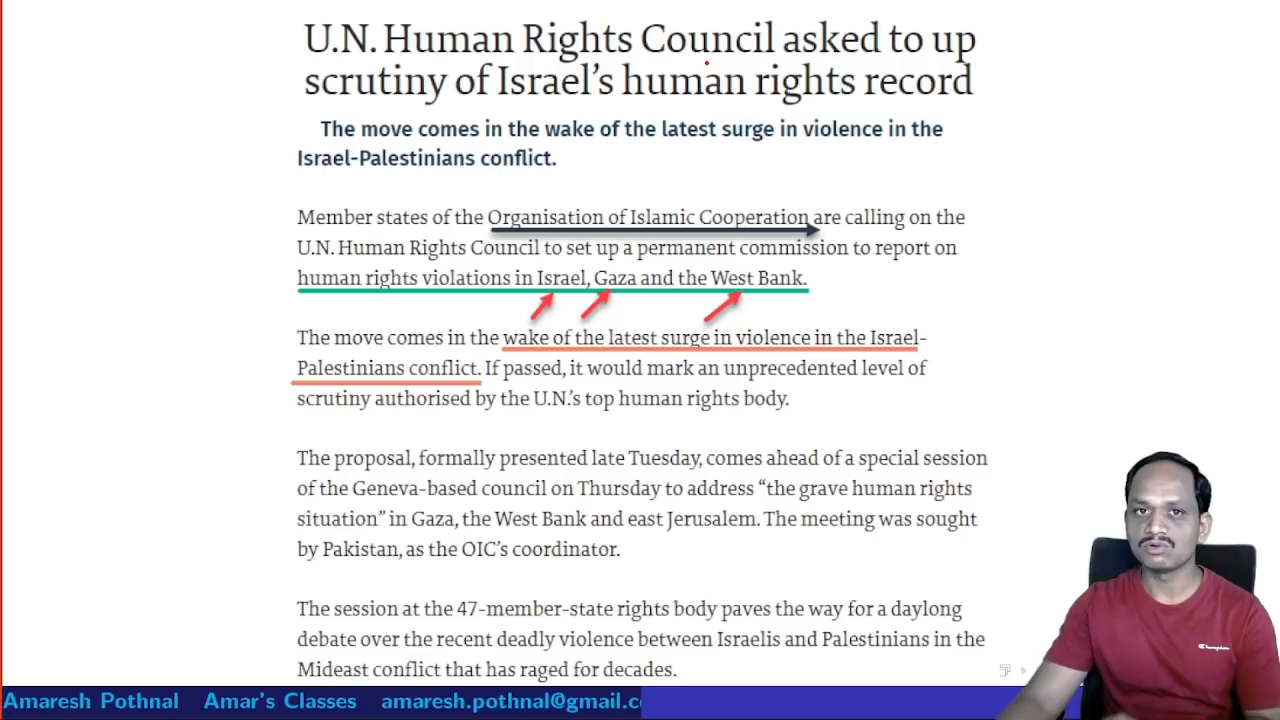 U.N. Human Rights Council asked to up
scrutiny of Israel’s human rights record
The move comes in the wake of the latest surge in violence in the
Israel-Palestinians conflict.
Member states of the Organisation of Islamic Cooperation are calling on the
U.N. Human Rights Council to set up a permanent commission to report on
human rights violations in Israel, Gaza and the West Bank.
The move comes in the wake of the latest surge in violence in the Israel-
Palestinians conflict. If passed, it would mark an unprecedented level of
scrutiny authorised by the U.N.’s top human rights body.
The proposal, formally presented late Tuesday, comes ahead of a special session
of the Geneva-based council on Thursday to address “the grave human rights
situation” in Gaza, the West Bank and east Jerusalem. The meeting was sought
by Pakistan, as the OIC’s coordinator.
The session at the 47-member-state rights body paves the way for a daylong
debate over the recent deadly violence between Israelis and Palestinians in the
Mideast conflict that has raged for decades.
Champion
Amaresh Pothnal Amar's Classes amaresh.pothnal@gmail.c